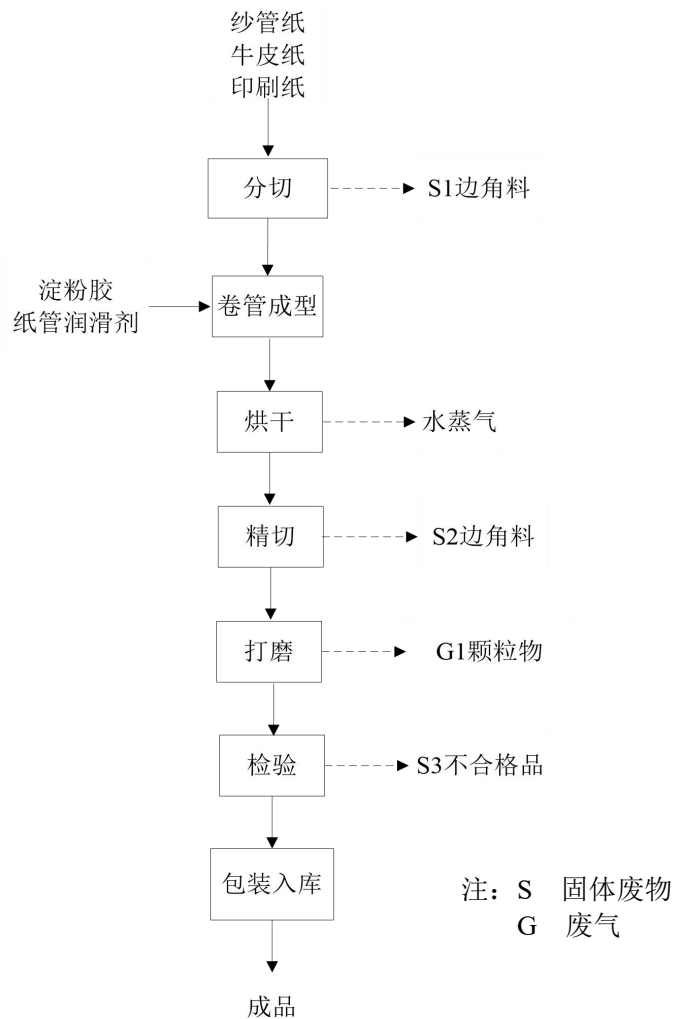 纱管纸
牛皮纸
印刷纸
分切
S1边角料
淀粉胶
纸管润滑剂
卷管成型
烘干
水蒸气
精切
S2边角料
打磨
G1颗粒物
检验
S3不合格品
包装入库
注：S 固体废物
G 废气
成品